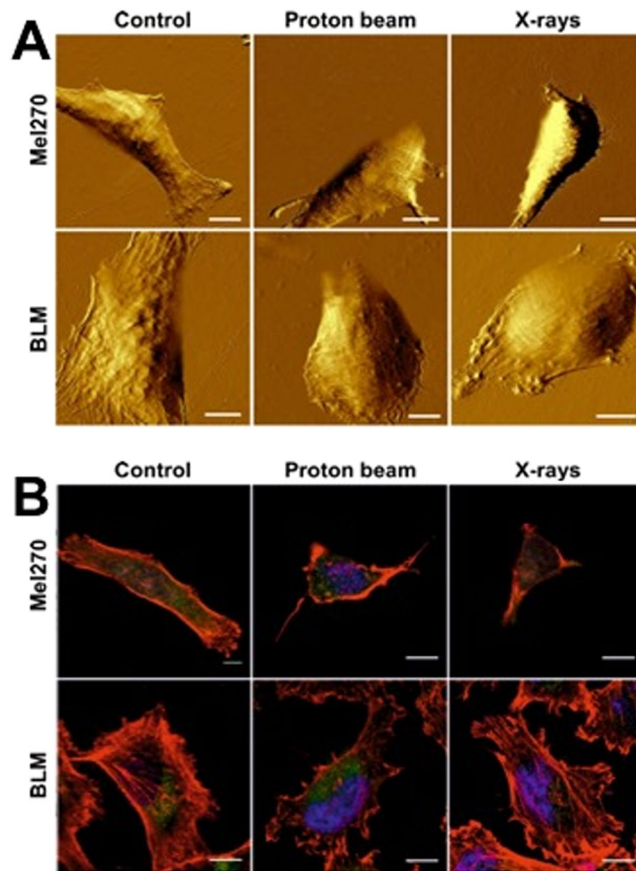 A
Control Proton beam X-rays
Mel270
BLM
B
Control Proton beam X-rays
Mel270
BLM